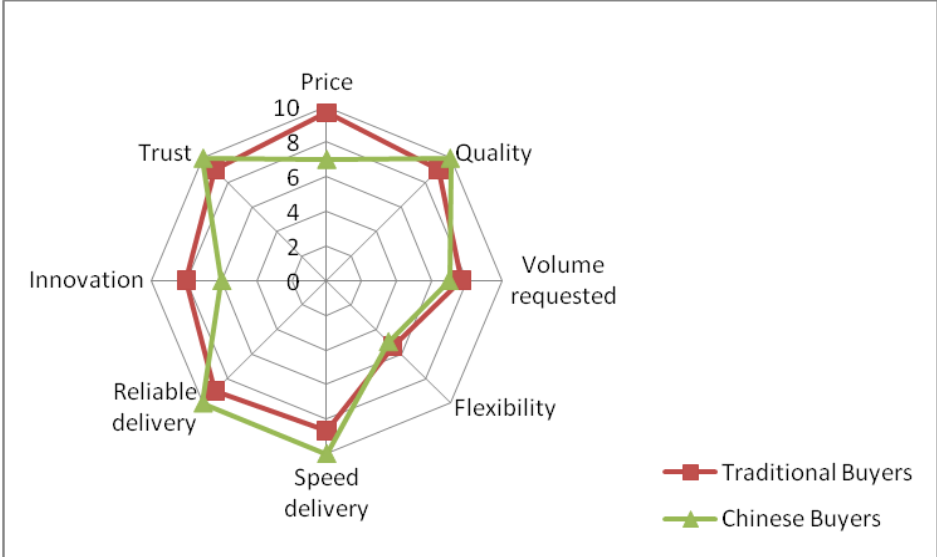 Price
10
8
6
4
2
0
Trust
Quality
Innovation
Volume
requested
Reliable
delivery
Flexibility
Speed
delivery
Traditional Buyers
Chinese Buyers